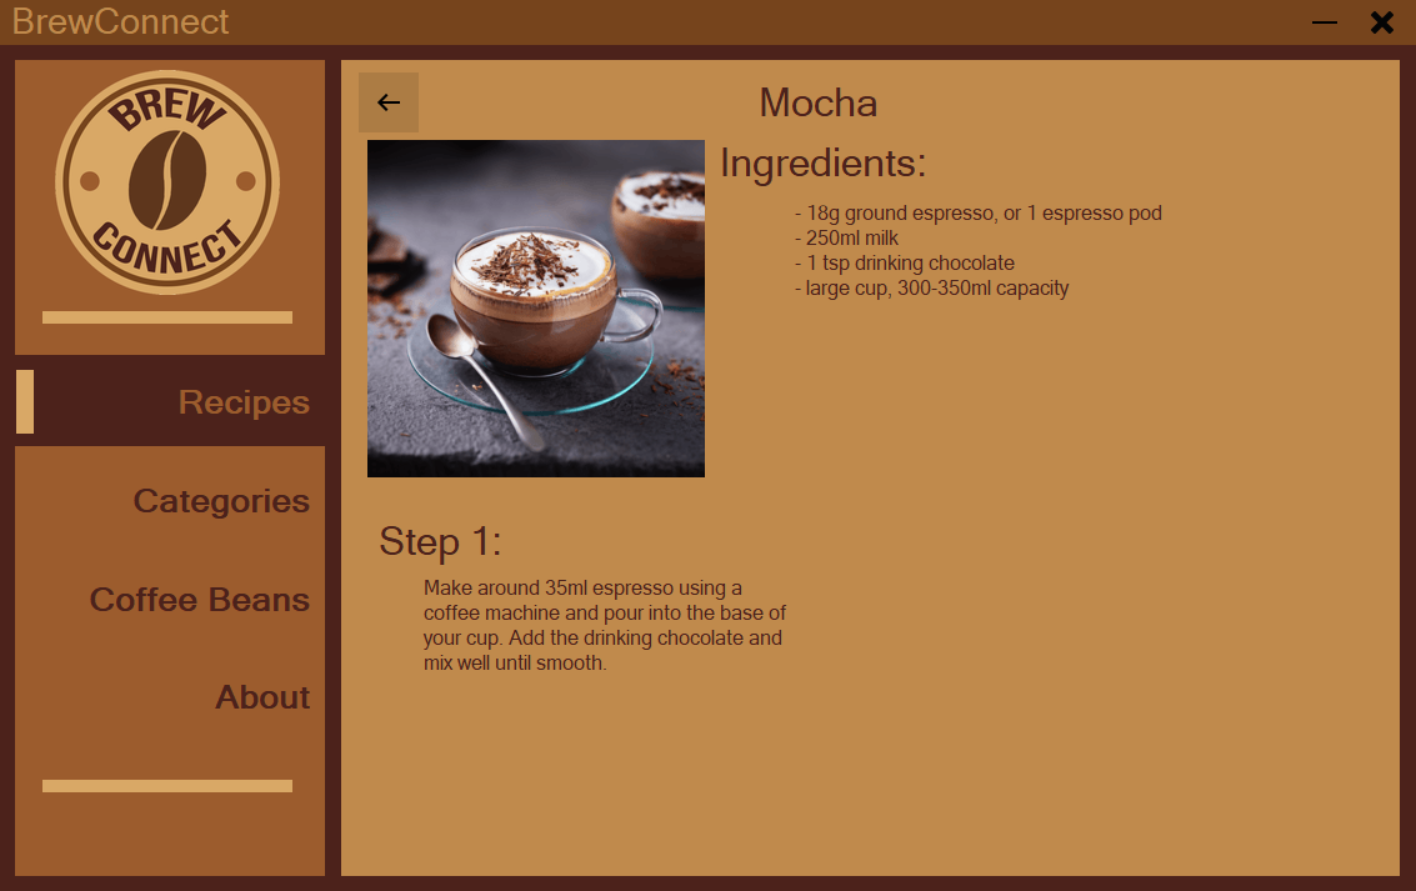 BrewConnect
BREW
CONNECT
Recipes
Categories
Coffee Beans
About
Mocha
Ingredients:
- 18g ground espresso, or 1 espresso pod
- 250ml milk
- 1 tsp drinking chocolate
- large cup, 300-350ml capacity
Step 1:
Make around 35ml espresso using a
coffee machine and pour into the base of
your cup. Add the drinking chocolate and
mix well until smooth.